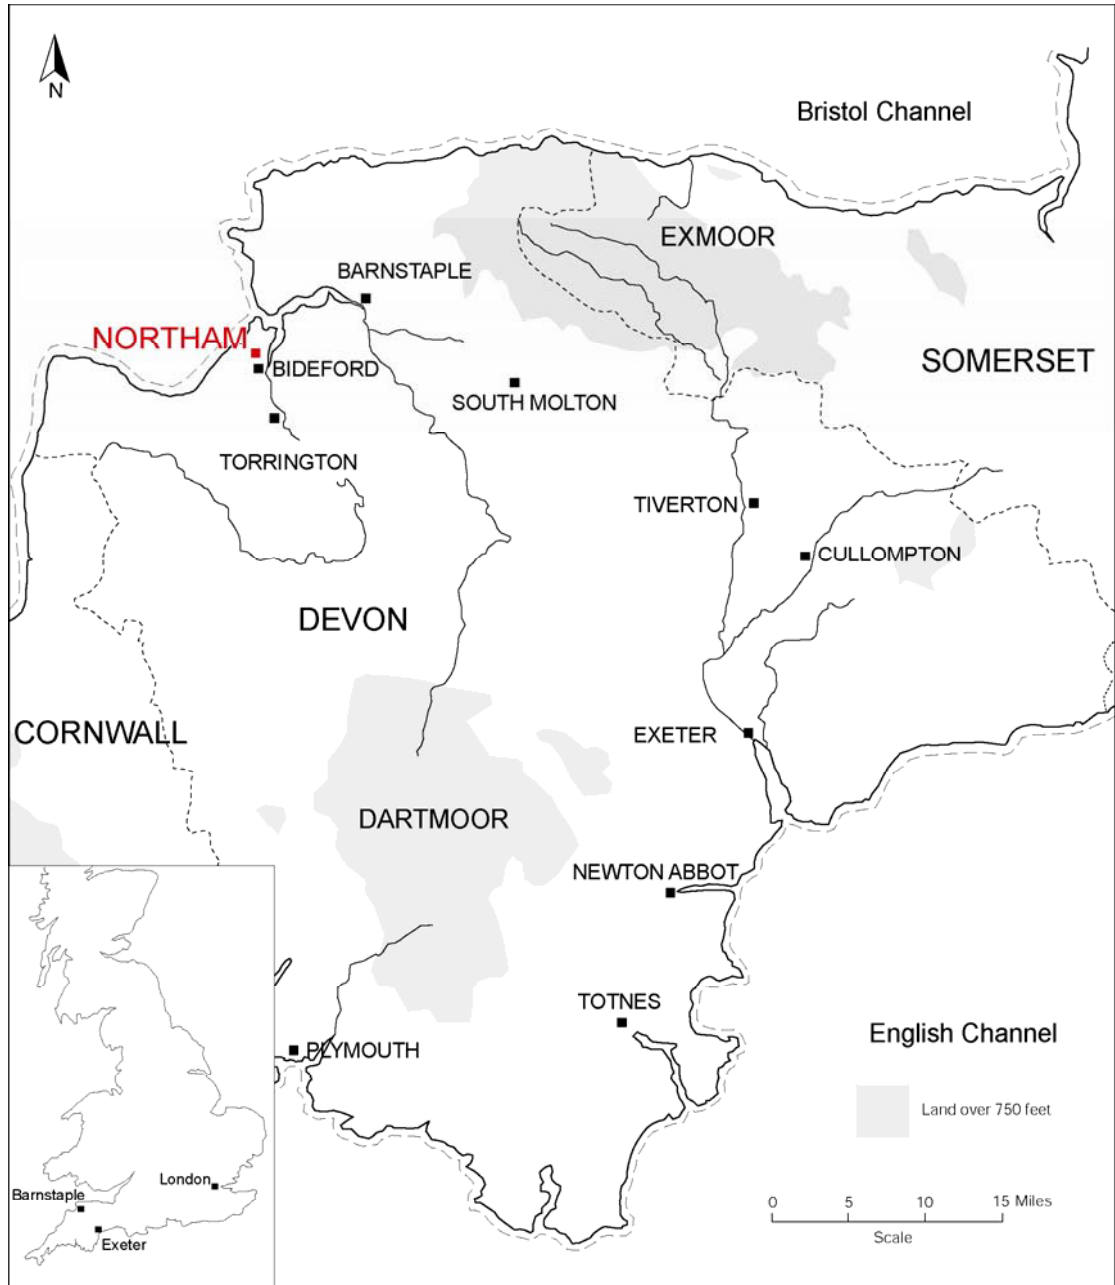 N
Bristol Channel
EXMOOR
BARNSTAPLE
NORTHAM
BIDEFORD
SOMERSET
SOUTH MOLTON
TORRINGTON
TIVERTON
CULLOMPTON
DEVON
CORNWALL
EXETER
DARTMOOR
NEWTON ABBOT
TOTNES
PLYMOUTH
English Channel
Land over 750 feet
0 5 10 15 Miles
Scale
London
Barnstaple
Exeter